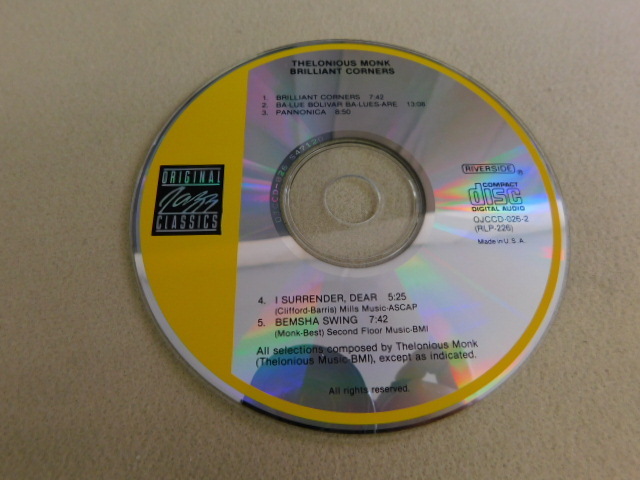 THELONIOUS MONK
BRILLIANT CORNERS
1. BRILLIANT CORNERS 7:42
2. BA-LUE BOLIVAR BA-LUES-ARE 13:08
3. PANNONICA 8:50
ORIGINAL
Jazz
CLASSICS
RIVERSIDE ®
COMPACT
disc
DIGITAL AUDIO
OJCCD-026-2
(RLP-226)
Made in U.S.A.
4. I SURRENDER, DEAR 5:25
(Clifford-Barris) Mills Music-ASCAP
5. BEMSHA SWING 7:42
(Monk-Best) Second Floor Music-BMI
All selections composed by Thelonious Monk
(Thelonious Music-BMI), except as indicated.
All rights reserved.